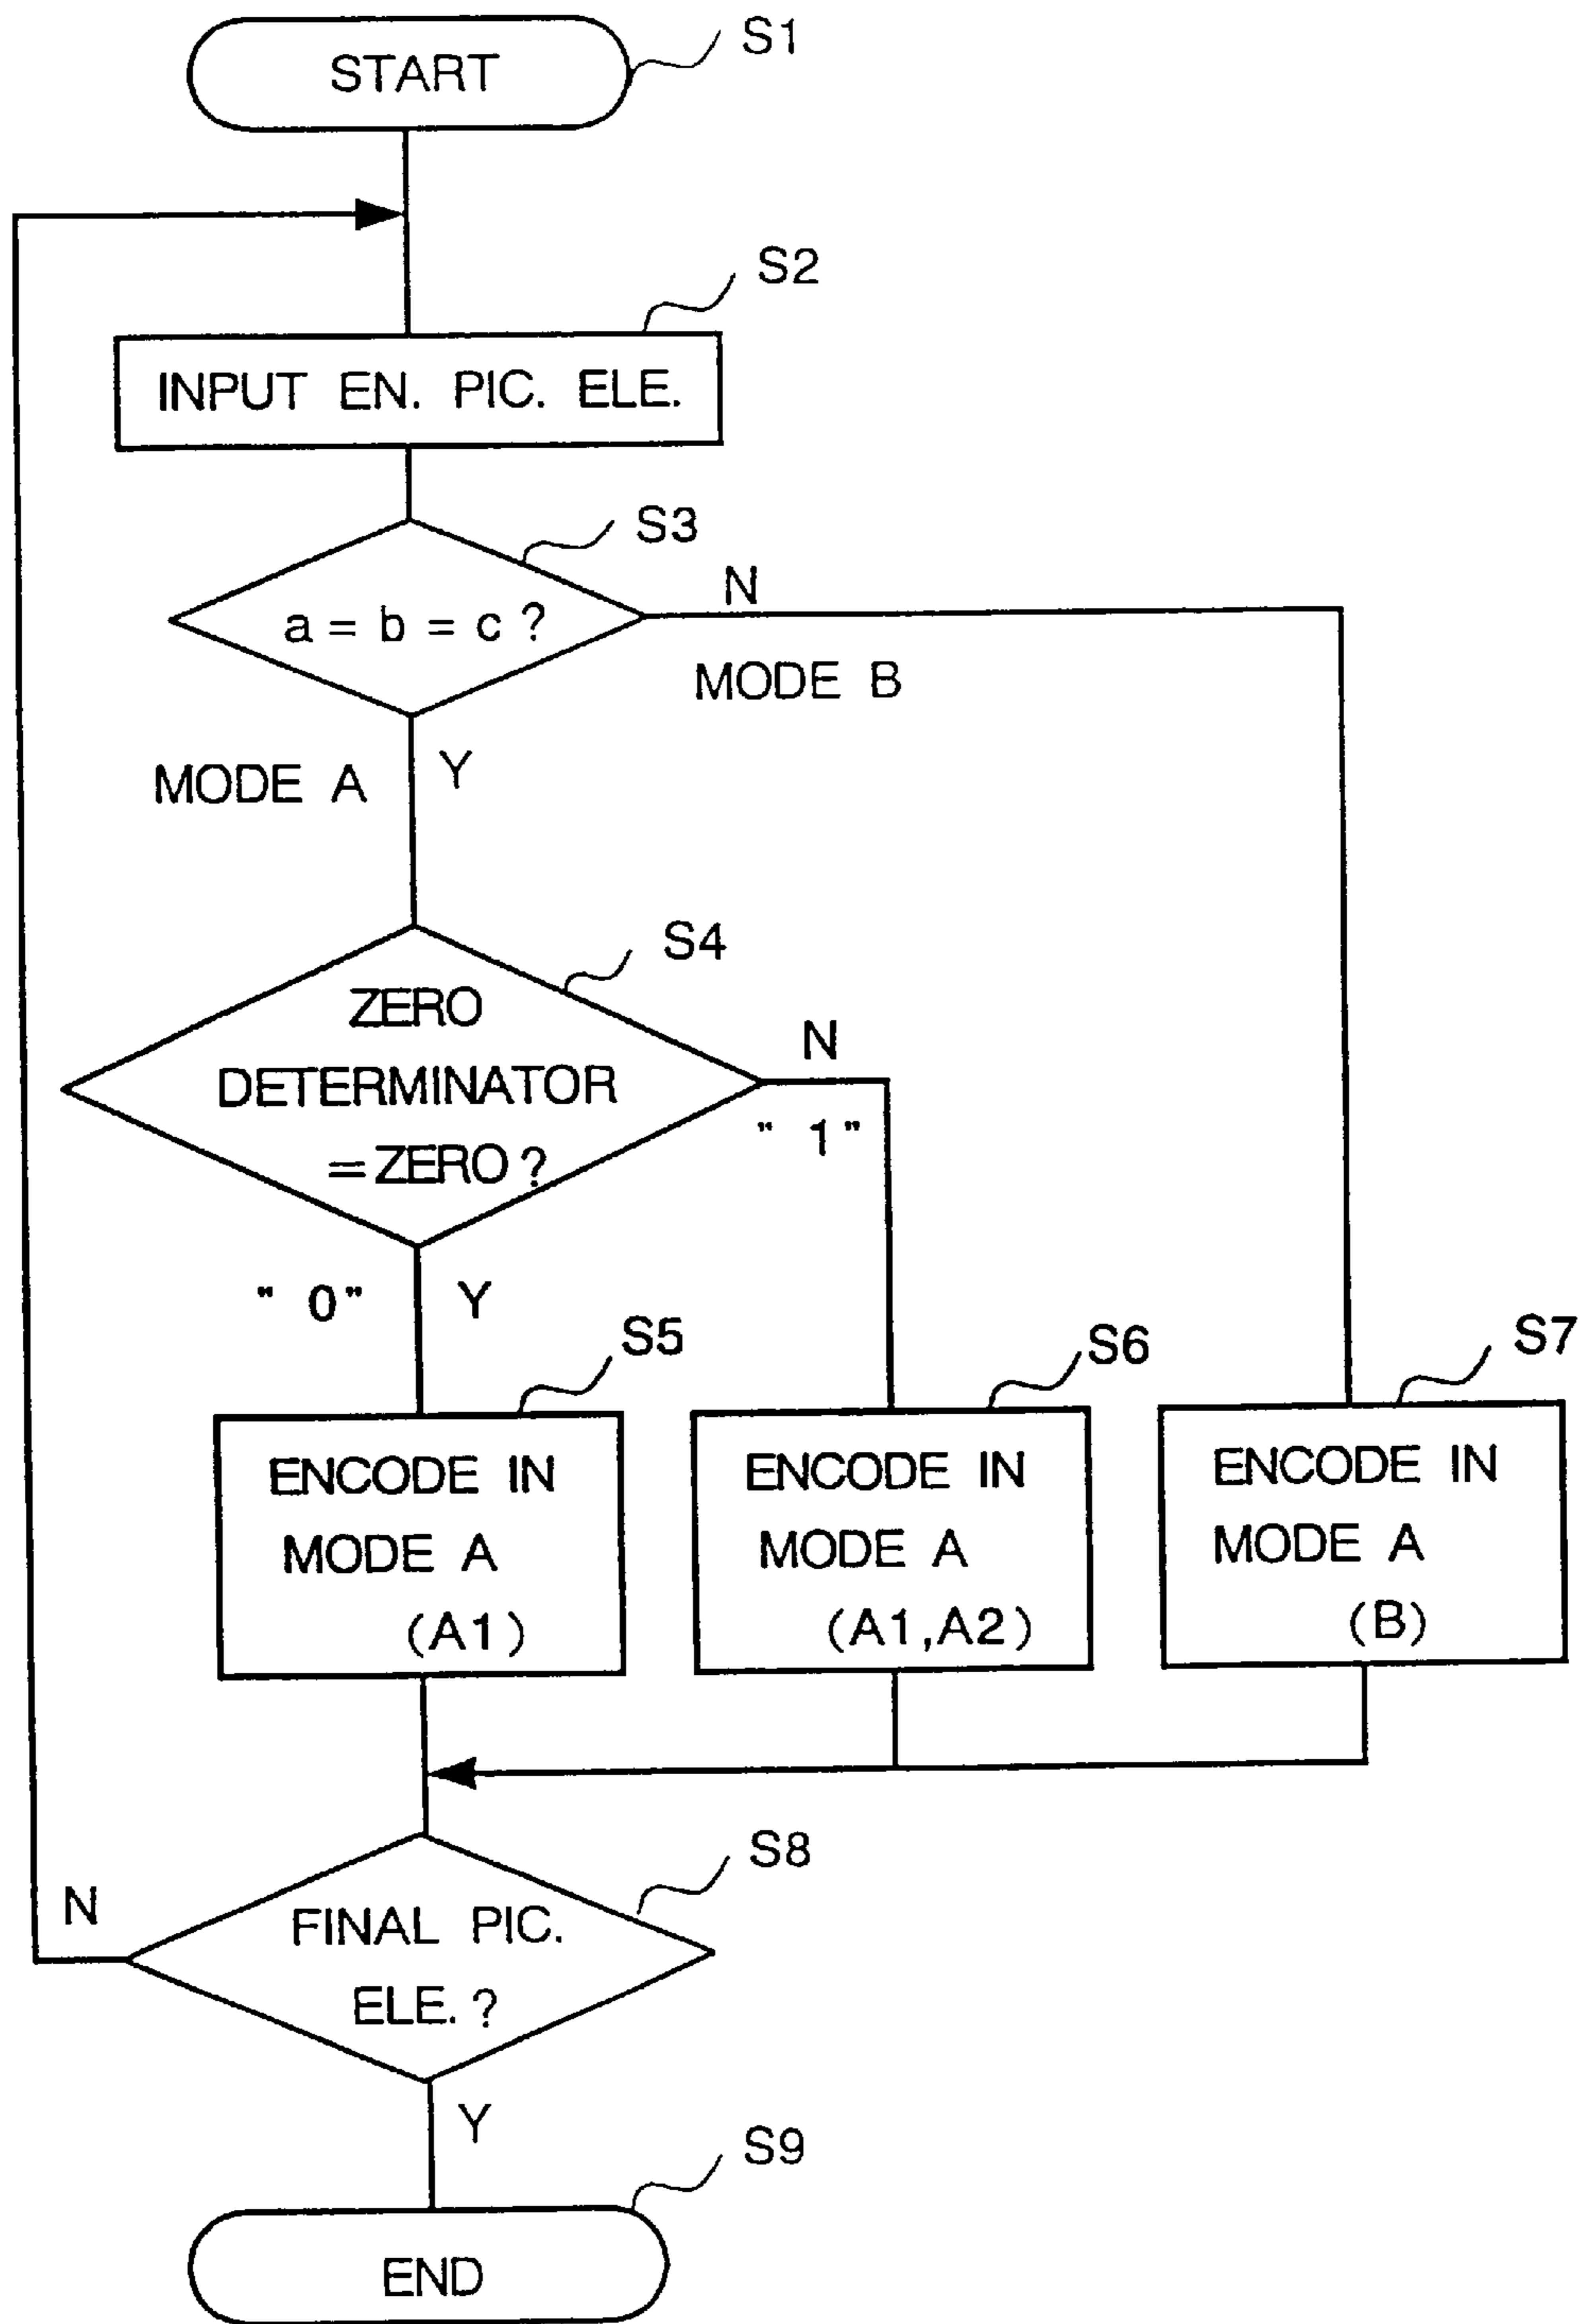 START
S1
S2
INPUT EN. PIC. ELE.
S3
a = b = c ?
N
MODE B
MODE A
Y
S4
ZERO
DETERMINATOR
=ZERO?
N
" 1"
" 0"
Y
S5
ENCODE IN
MODE A
(A1)
S6
ENCODE IN
MODE A
(A1,A2)
S7
ENCODE IN
MODE A
(B)
S8
FINAL PIC.
ELE. ?
N
Y
S9
END